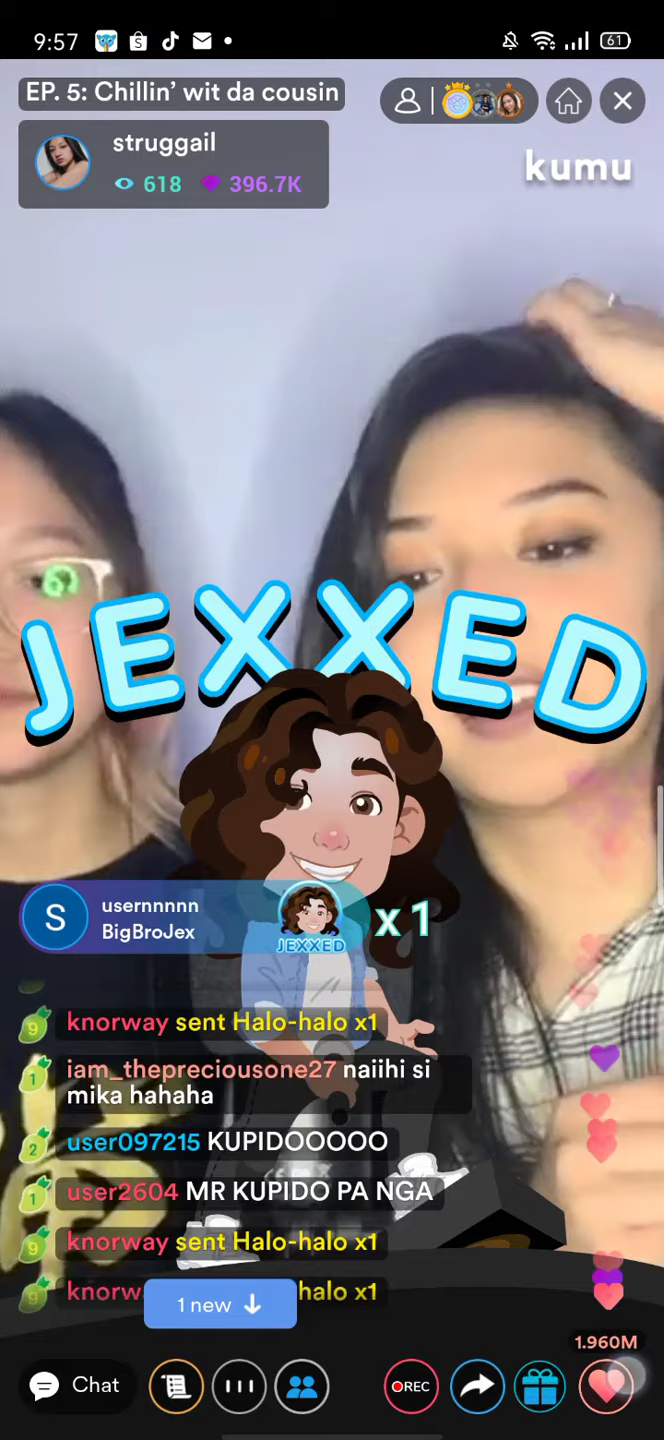 9:57
61
EP. 5: Chillin' wit da cousin
struggail
618 396.7K
kumu
JEXXED
S
usernnnnn
BigBroJex
JEXXED
x 1
9 knorway sent Halo-halo x1
1 iam_thepreciousone27 naiihi si
mika hahaha
2 user097215 KUPIDOOOOO
1 user2604 MR KUPIDO PA NGA
9 knorway sent Halo-halo x1
9 knorw halo x1
1 new
1.960M
Chat
REC